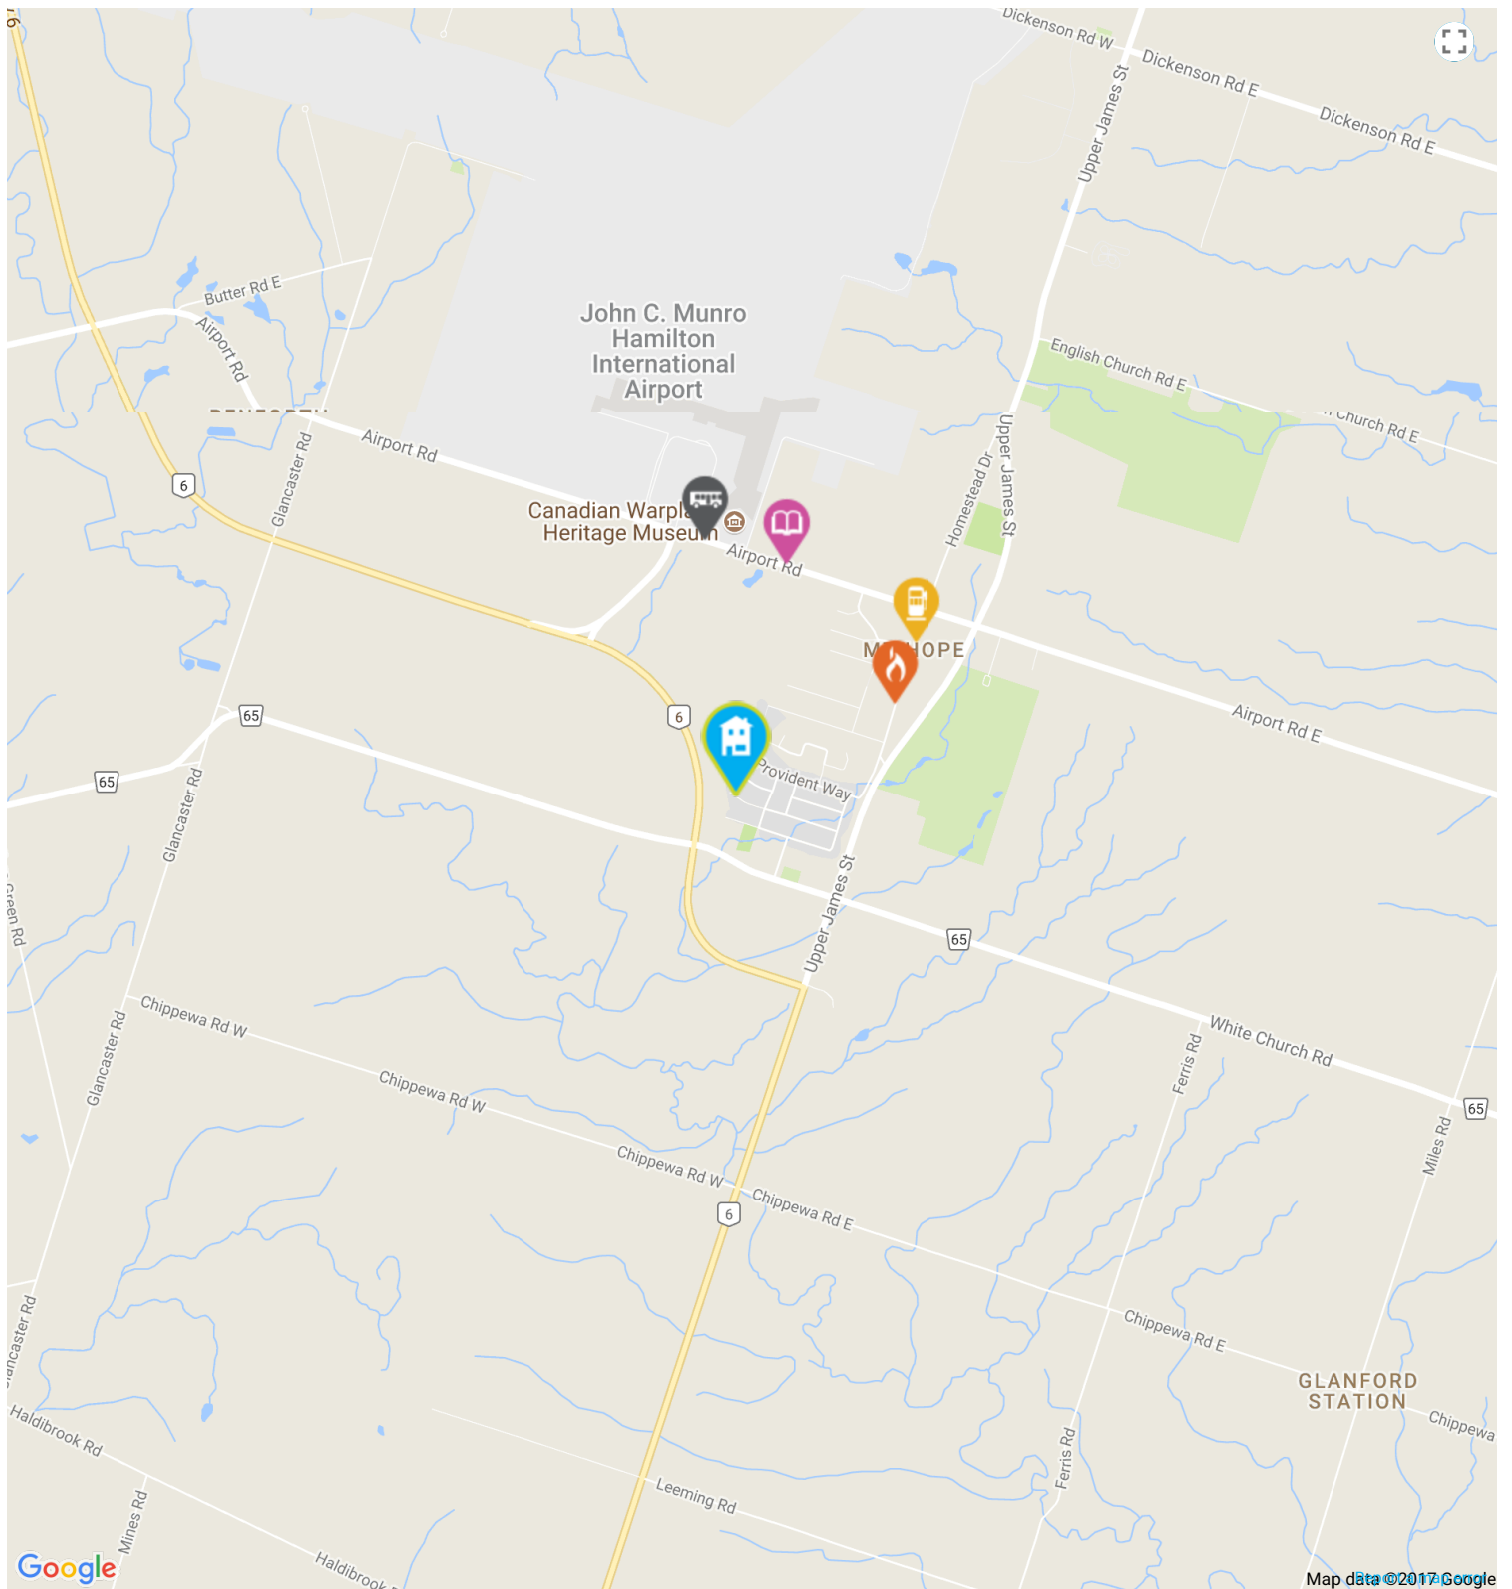 6
Dickenson Rd W
Dickenson Rd E
Dickenson Rd E
Upper James St
Butter Rd E
Airport Rd
John C. Munro
Hamilton
International
Airport
English Church Rd E
Church Rd E
Airport Rd
Glancaster Rd
6
Upper James St
Homestead Dr
Canadian Warpla
Heritage Museum
Airport Rd
HOPE
65
6
Airport Rd E
65
Provident Way
Glancaster Rd
Upper James St
Green Rd
65
Chippewa Rd W
White Church Rd
Glancaster Rd
Ferris Rd
Chippewa Rd W
65
Miles Rd
Chippewa Rd W
Chippewa Rd E
6
Glancaster Rd
Chippewa Rd E
GLANFORD
STATION
Haldibrook Rd
Chippewa
Ferris Rd
Leeming Rd
Mines Rd
Haldibrook
Google
Map data ©2017 Google